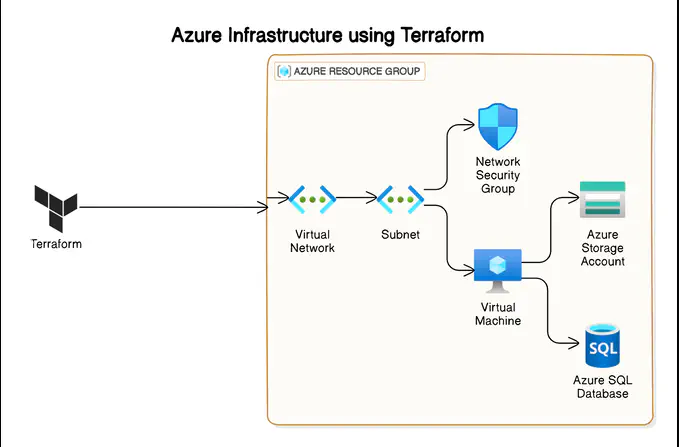 Azure Infrastructure using Terraform
AZURE RESOURCE GROUP
Network
Security
Group
Terraform
Virtual
Network
Subnet
Azure
Storage
Account
Virtual
Machine
SQL
Azure SQL
Database